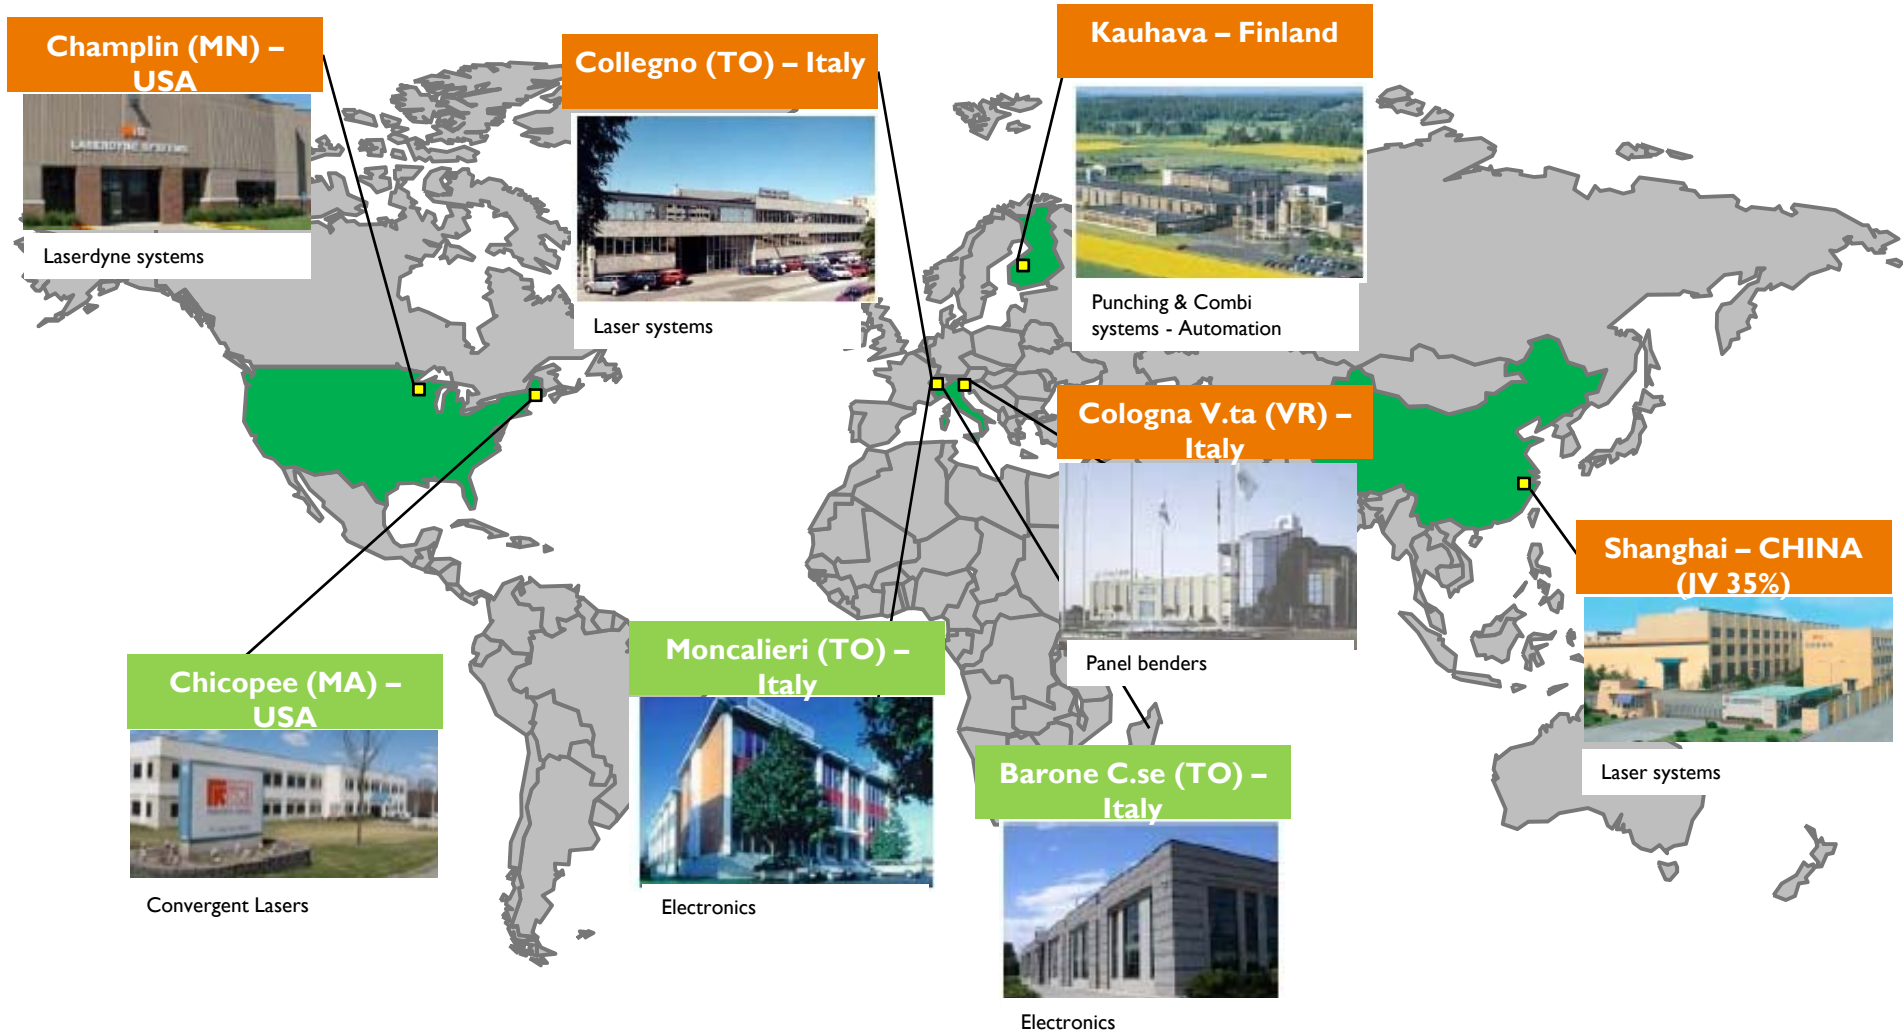 Champlin (MN) –
USA
LASERDYNE SYSTEMS
Laserdyne systems
Collegno (TO) – Italy
Laser systems
Kauhava – Finland
Punching & Combi
systems - Automation
Cologna V.ta (VR) –
Italy
Panel benders
Shanghai – CHINA
(JV 35%)
Laser systems
Chicopee (MA) –
USA
Convergent Lasers
Moncalieri (TO) –
Italy
Electronics
Barone C.se (TO) –
Italy
Electronics